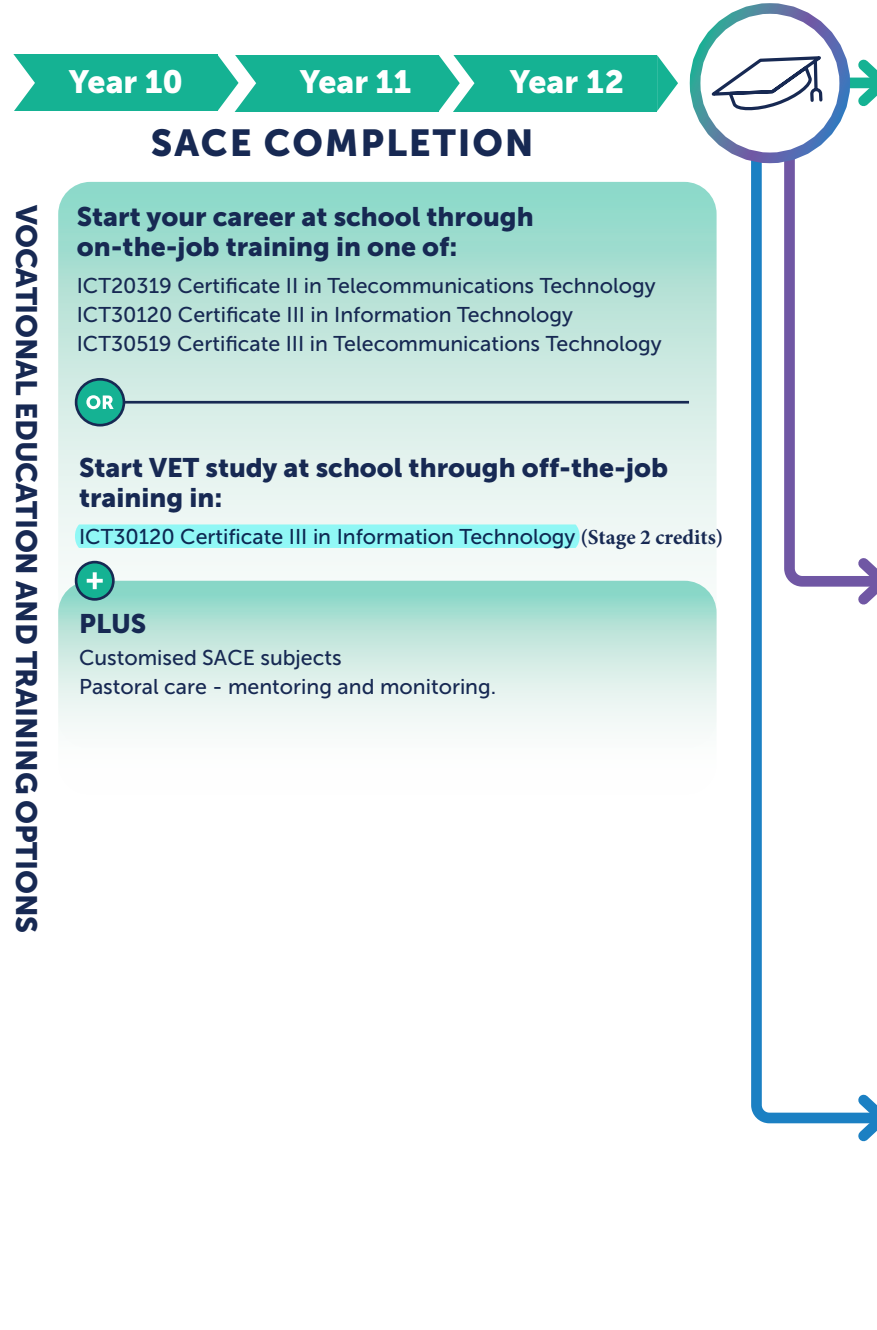 Year 10
Year 11
Year 12
SACE COMPLETION
VOCATIONAL EDUCATION AND TRAINING OPTIONS
Start your career at school through
on-the-job training in one of:
ICT20319 Certificate II in Telecommunications Technology
ICT30120 Certificate III in Information Technology
ICT30519 Certificate III in Telecommunications Technology
OR
Start VET study at school through off-the-job
training in:
ICT30120 Certificate III in Information Technology (Stage 2 credits)
+
PLUS
Customised SACE subjects
Pastoral care - mentoring and monitoring.